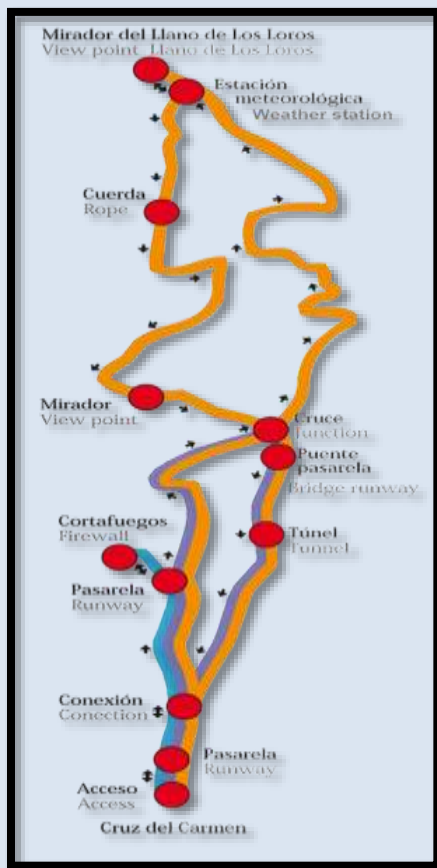 Mirador del Llano de Los Loros
View point Llano de Los Loros
Estación
meteorológica
Weather station
Cuerda
Rope
Mirador
View point
Cruce
Junction
Puente
pasarela
Bridge runway
Cortafuegos
Firewall
Túnel
Tunnel
Pasarela
Runway
Conexión
Conection
Pasarela
Runway
Acceso
Access
Cruz del Carmen